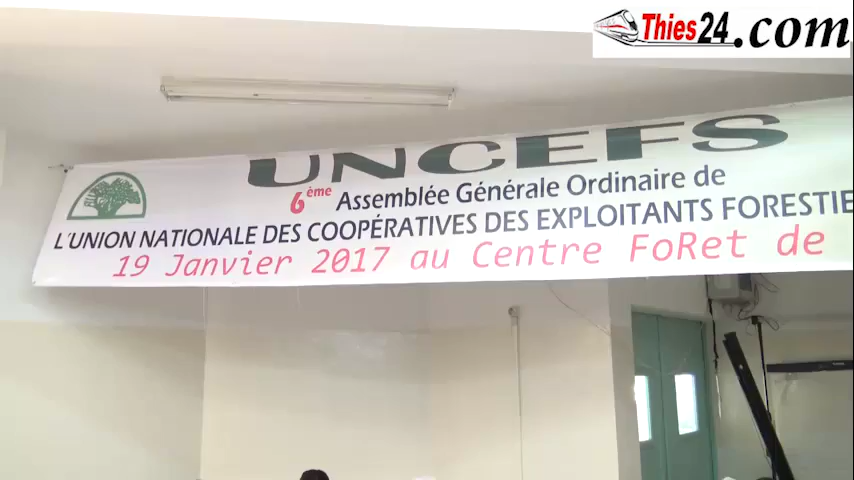 Thies24.com
UNCEFS
6ème Assemblée Générale Ordinaire de
L'UNION NATIONALE DES COOPÉRATIVES DES EXPLOITANTS
19 Janvier 2017 au Centre FoRet de